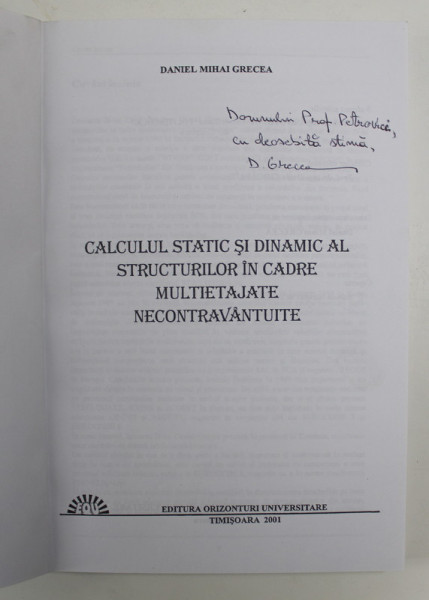 DANIEL MIHAI GRECEA
Domnului Prof Petrovici,
cu deosebită stimă,
D. Grecea
CALCULUL STATIC ŞI DINAMIC AL
STRUCTURILOR ÎN CADRE
MULTIETAJATE
NECONTRAVÂNTUITE
EOU
EDITURA ORIZONTURI UNIVERSITARE
TIMIŞOARA 2001